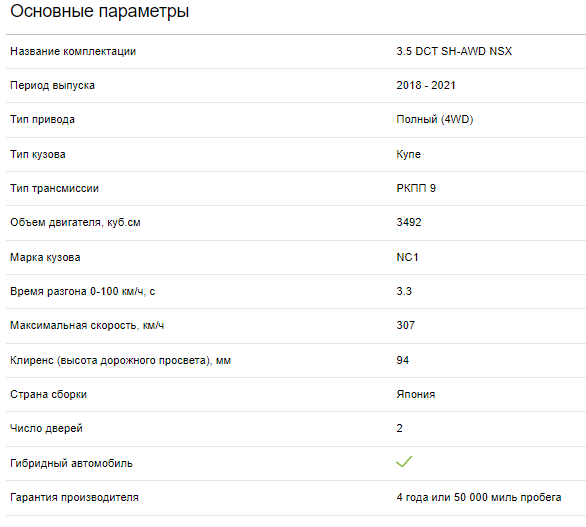 Основные параметры
Название комплектации 3.5 DCT SH-AWD NSX
Период выпуска 2018 - 2021
Тип привода Полный (4WD)
Тип кузова Купе
Тип трансмиссии РКПП 9
Объем двигателя, куб.см 3492
Марка кузова NC1
Время разгона 0-100 км/ч, с 3.3
Максимальная скорость, км/ч 307
Клиренс (высота дорожного просвета), мм 94
Страна сборки Япония
Число дверей 2
Гибридный автомобиль
Гарантия производителя 4 года или 50 000 миль пробега